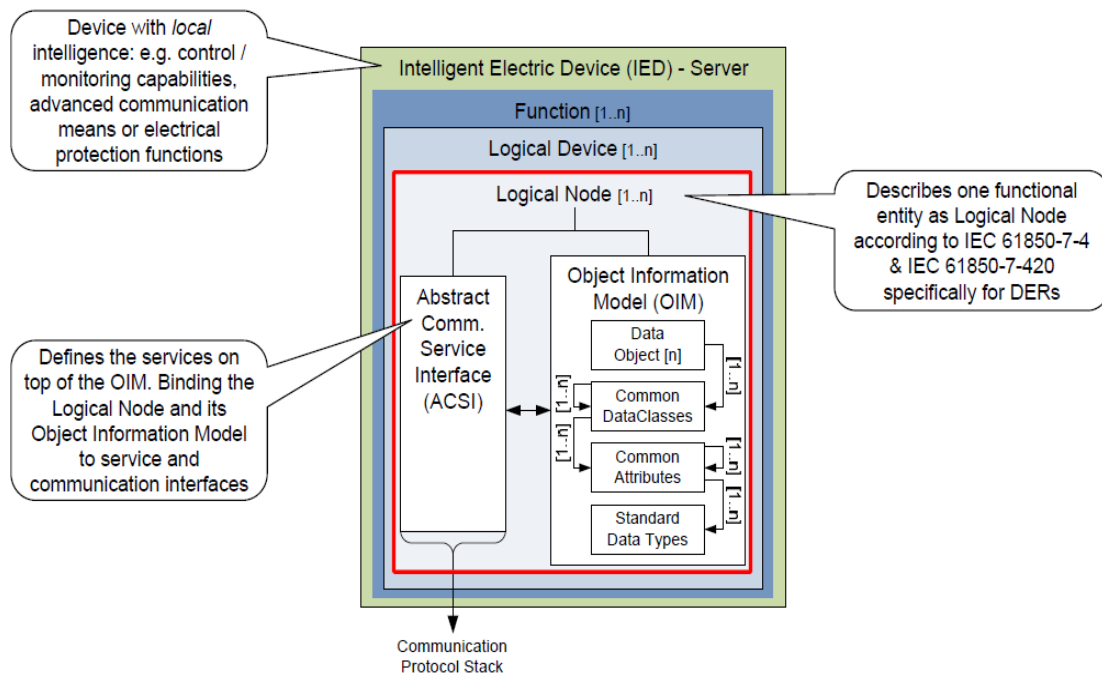 Device with local
intelligence: e.g. control /
monitoring capabilities,
advanced communication
means or electrical
protection functions
Intelligent Electric Device (IED) - Server
Function [1..n]
Logical Device [1..n]
Logical Node [1..n]
Describes one functional
entity as Logical Node
according to IEC 61850-7-4
& IEC 61850-7-420
specifically for DERs
Abstract
Comm.
Service
Interface
(ACSI)
Object Information
Model (OIM)
Data
Object [n]
[1..n]
[1..n]
Common
DataClasses
[1..n]
Common
Attributes
[1..n]
[1..n]
Standard
Data Types
Defines the services on
top of the OIM. Binding the
Logical Node and its
Object Information Model
to service and
communication interfaces
Communication
Protocol Stack